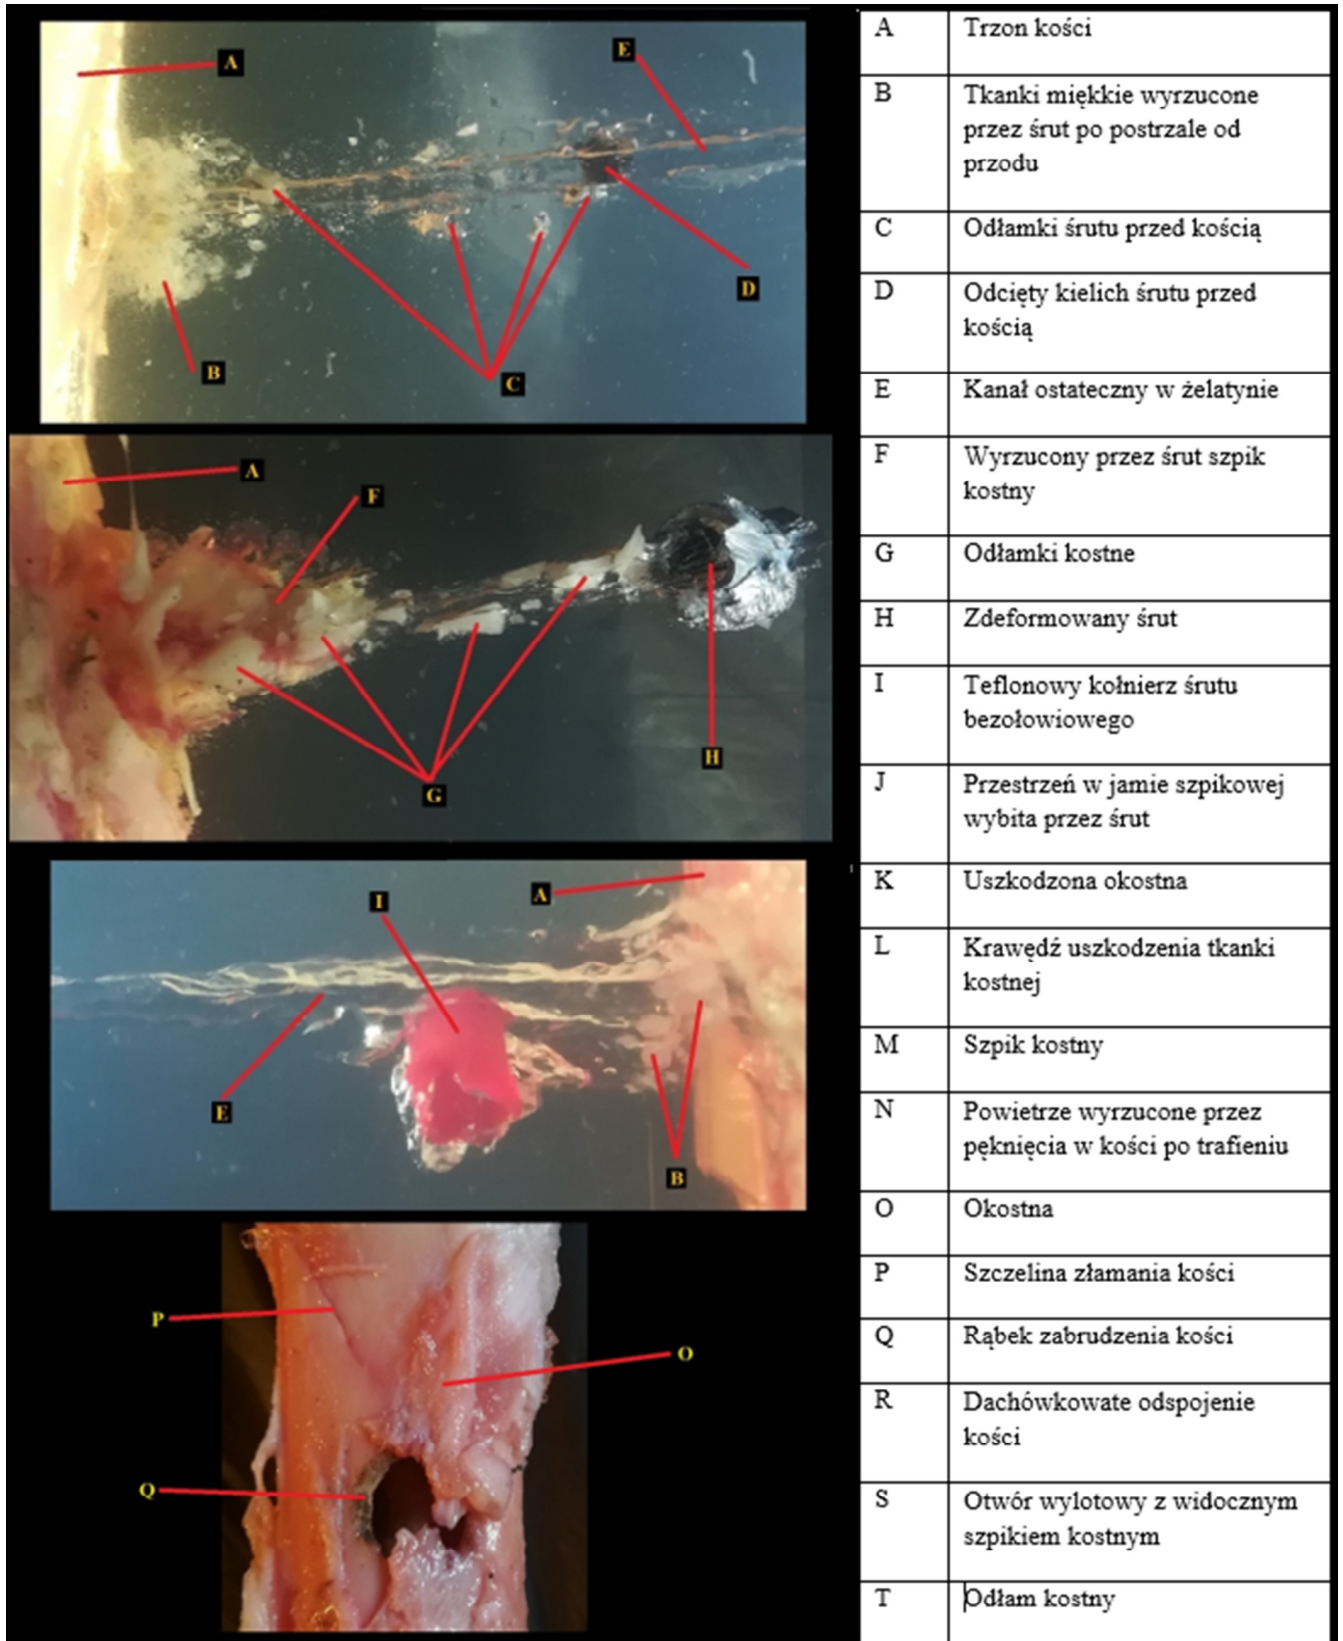 A
E
D
B
C
A
F
H
G
I
A
E
B
P
O
Q
A Trzon kości
B Tkanki miękkie wyrzucone
przez śrut po postrzale od
przodu
C Odłamki śrutu przed kością
D Odcięty kielich śrutu przed
kością
E Kanał ostateczny w żelatynie
F Wyrzucony przez śrut szpik
kostny
G Odłamki kostne
H Zdeformowany śrut
I Teflonowy kołnierz śrutu
bezołowiowego
J Przestrzeń w jamie szpikowej
wybita przez śrut
K Uszkodzona okostna
L Krawędź uszkodzenia tkanki
kostnej
M Szpik kostny
N Powietrze wyrzucone przez
pęknięcia w kości po trafieniu
O Okostna
P Szczelina złamania kości
Q Rąbek zabrudzenia kości
R Dachówkowate odspojenie
kości
S Otwór wylotowy z widocznym
szpikiem kostnym
T Odłam kostny